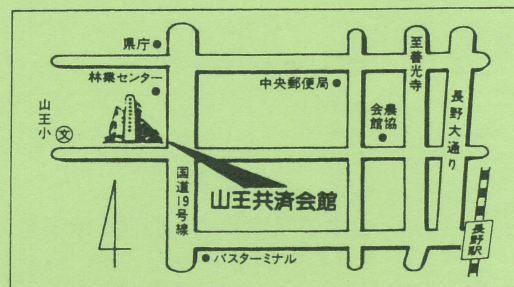 県庁
林業センター
山王小
文
中央郵便局
農協
会館
至善光寺
長野大通り
山王共済会館
国道19号線
バスターミナル
長野駅